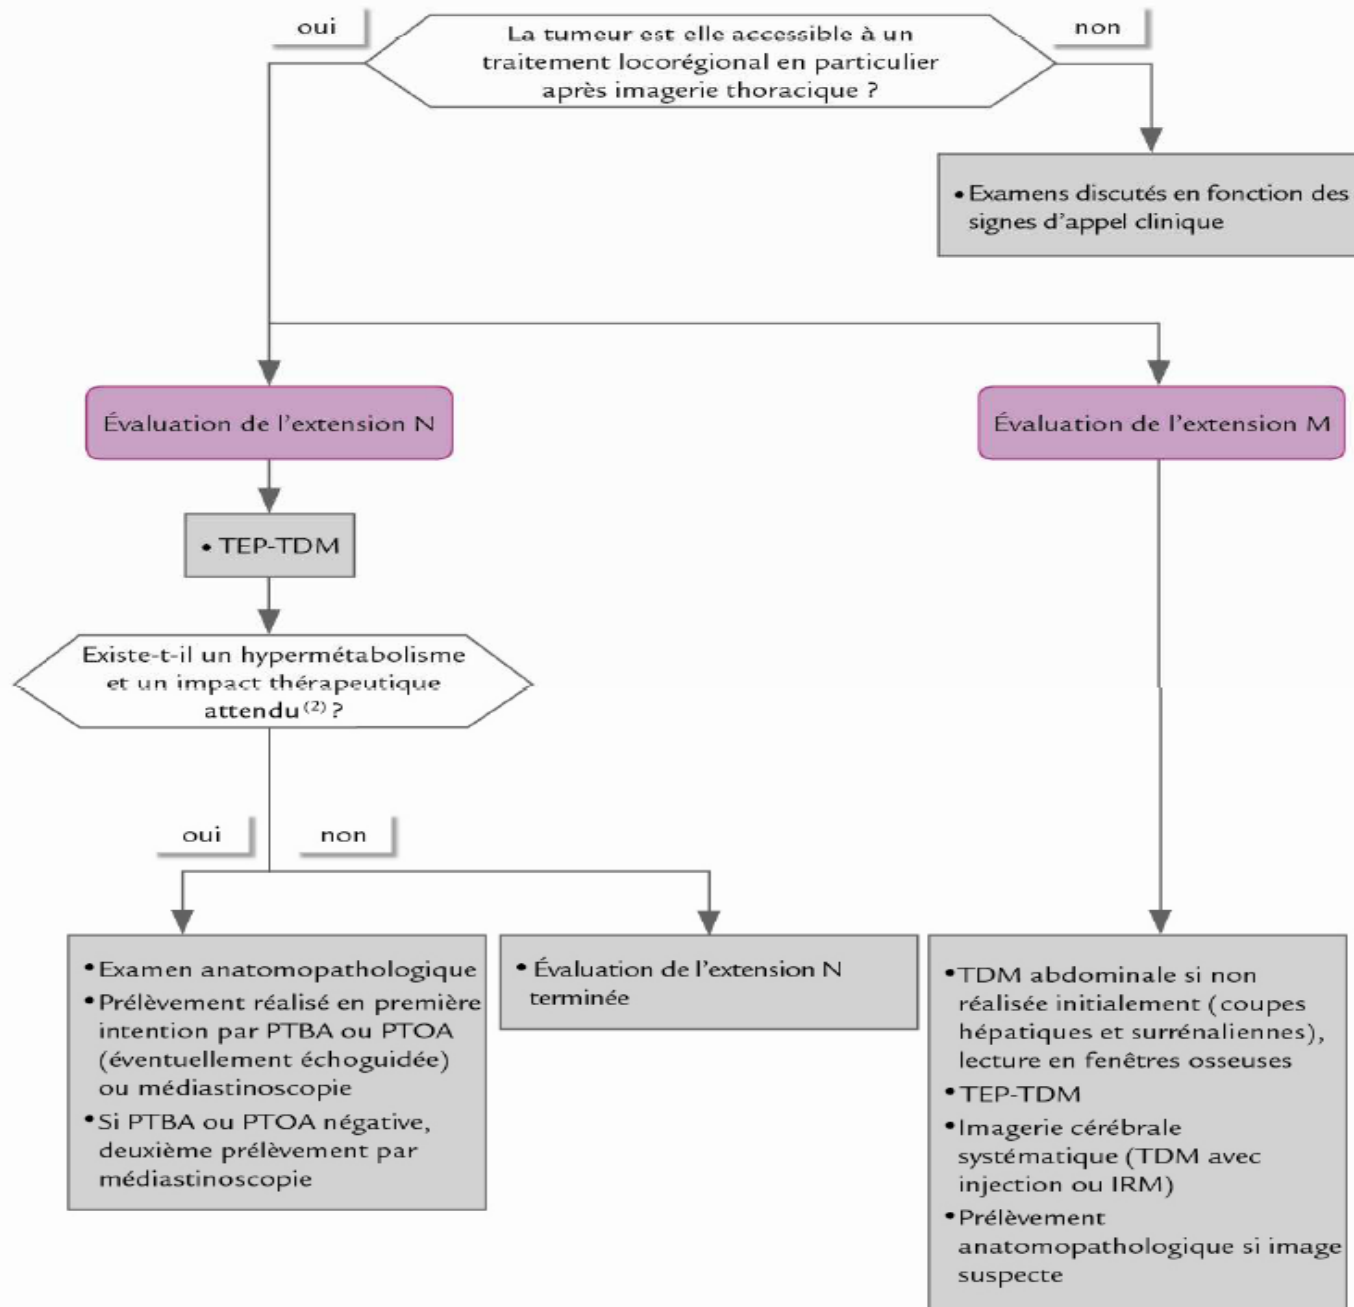 oui
La tumeur est elle accessible à un
traitement locorégional en particulier
après imagerie thoracique ?
non
• Examens discutés en fonction des
signes d'appel clinique
Évaluation de l'extension N
Évaluation de l'extension M
• TEP-TDM
Existe-t-il un hypermétabolisme
et un impact thérapeutique
attendu(2) ?
oui
non
• Examen anatomopathologique
• Prélèvement réalisé en première
intention par PTBA ou PTOA
(éventuellement échoguidée)
ou médiastinoscopie
• Si PTBA ou PTOA négative,
deuxième prélèvement par
médiastinoscopie
• Évaluation de l'extension N
terminée
• TDM abdominale si non
réalisée initialement (coupes
hépatiques et surrénaliennes),
lecture en fenêtres osseuses
• TEP-TDM
• Imagerie cérébrale
systématique (TDM avec
injection ou IRM)
• Prélèvement
anatomopathologique si image
suspecte